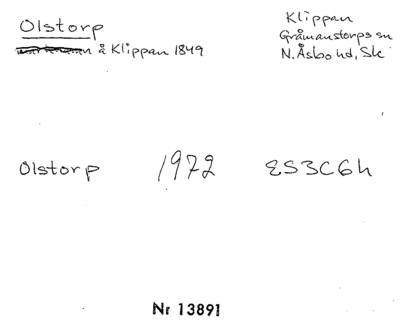 Olstorp
å Klippan 1849
Klippan
Gråmanstorps sn
N. Åsbo hd, Sk
Olstorp 1972 ES3C6h
Nr 13891